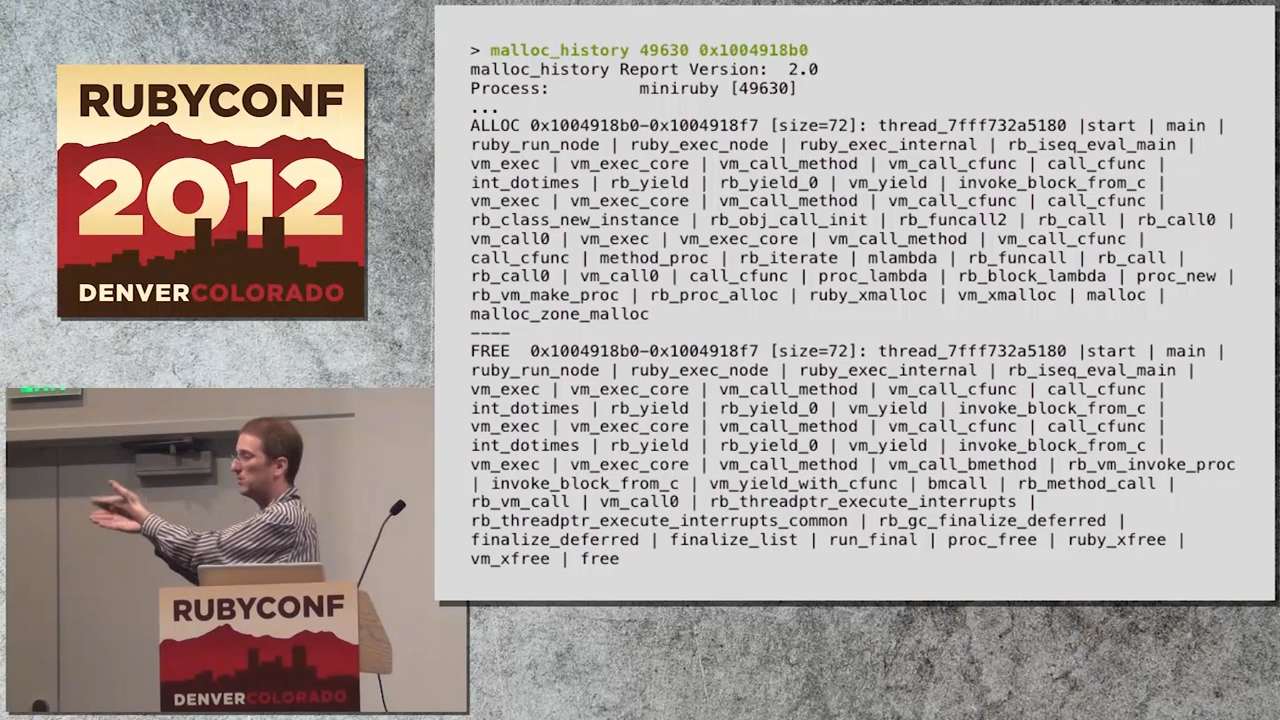 RUBYCONF
2012
DENVERCOLORADO
> malloc_history 49630 0x1004918b0
malloc_history Report Version:  2.0
Process:         miniruby [49630]
...
ALLOC 0x1004918b0-0x1004918f7 [size=72]: thread_7fff732a5180 |start | main |
ruby_run_node | ruby_exec_node | ruby_exec_internal | rb_iseq_eval_main |
vm_exec | vm_exec_core | vm_call_method | vm_call_cfunc | call_cfunc |
int_dotimes | rb_yield | rb_yield_0 | vm_yield | invoke_block_from_c |
vm_exec | vm_exec_core | vm_call_method | vm_call_cfunc | call_cfunc |
rb_class_new_instance | rb_obj_call_init | rb_funcall2 | rb_call | rb_call0 |
vm_call0 | vm_exec | vm_exec_core | vm_call_method | vm_call_cfunc |
call_cfunc | method_proc | rb_iterate | mlambda | rb_funcall | rb_call |
rb_call0 | vm_call0 | call_cfunc | proc_lambda | rb_block_lambda | proc_new |
rb_vm_make_proc | rb_proc_alloc | ruby_xmalloc | vm_xmalloc | malloc |
malloc_zone_malloc
----
FREE  0x1004918b0-0x1004918f7 [size=72]: thread_7fff732a5180 |start | main |
ruby_run_node | ruby_exec_node | ruby_exec_internal | rb_iseq_eval_main |
vm_exec | vm_exec_core | vm_call_method | vm_call_cfunc | call_cfunc |
int_dotimes | rb_yield | rb_yield_0 | vm_yield | invoke_block_from_c |
vm_exec | vm_exec_core | vm_call_method | vm_call_cfunc | call_cfunc |
int_dotimes | rb_yield | rb_yield_0 | vm_yield | invoke_block_from_c |
vm_exec | vm_exec_core | vm_call_method | vm_call_bmethod | rb_vm_invoke_proc
| invoke_block_from_c | vm_yield_with_cfunc | bmcall | rb_method_call |
rb_vm_call | vm_call0 | rb_threadptr_execute_interrupts |
rb_threadptr_execute_interrupts_common | rb_gc_finalize_deferred |
finalize_deferred | finalize_list | run_final | proc_free | ruby_xfree |
vm_xfree | free
RUBYCONF
DENVERCOLORADO